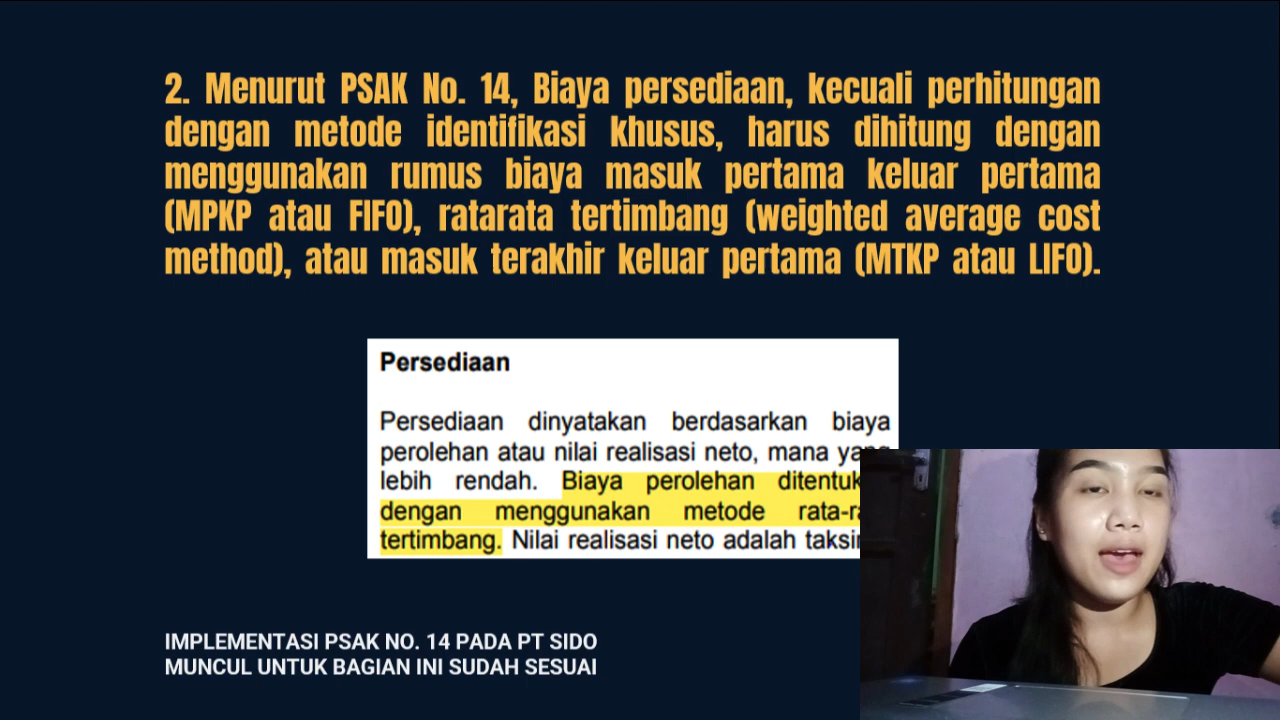 2. Menurut PSAK No. 14, Biaya persediaan, kecuali perhitungan
dengan metode identifikasi khusus, harus dihitung dengan
menggunakan rumus biaya masuk pertama keluar pertama
(MPKP atau FIFO), ratarata tertimbang (weighted average cost
method), atau masuk terakhir keluar pertama (MTKP atau LIFO).
Persediaan
Persediaan dinyatakan berdasarkan biaya
perolehan atau nilai realisasi neto, mana yang
lebih rendah. Biaya perolehan
dengan menggunakan metode
tertimbang. Nilai realisasi neto adalah
IMPLEMENTASI PSAK NO. 14 PADA PT SIDO
MUNCUL UNTUK BAGIAN INI SUDAH SESUAI